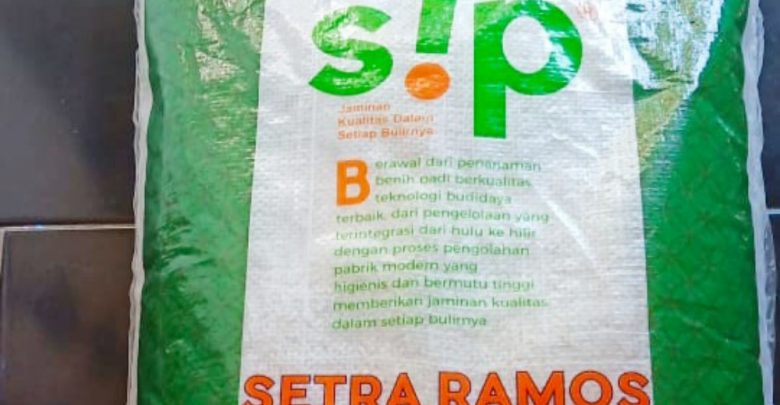 s!p
Jaminan
Kualitas Dalam
Setiap Bulirnya
Berawal dari penanaman
benih padi berkualitas,
teknologi budidaya
terbaik, dari pengelolaan yang
terintegrasi dari hulu ke hilir
dengan proses pengolahan
pabrik modern yang
higienis dan bermutu tinggi
memberikan jaminan kualitas
dalam setiap bulirnya
SETRA RAMOS